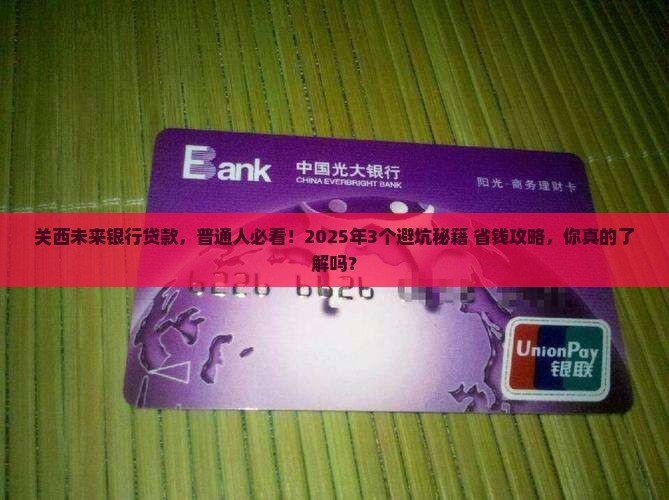 Bank
中国光大银行
CHINA EVERBRIGHT BANK
阳光·商务理财卡
关西未来银行贷款，普通人必看！2025年3个避坑秘籍 省钱攻略，你真的了
解吗？
6226 6626
UnionPay
银联